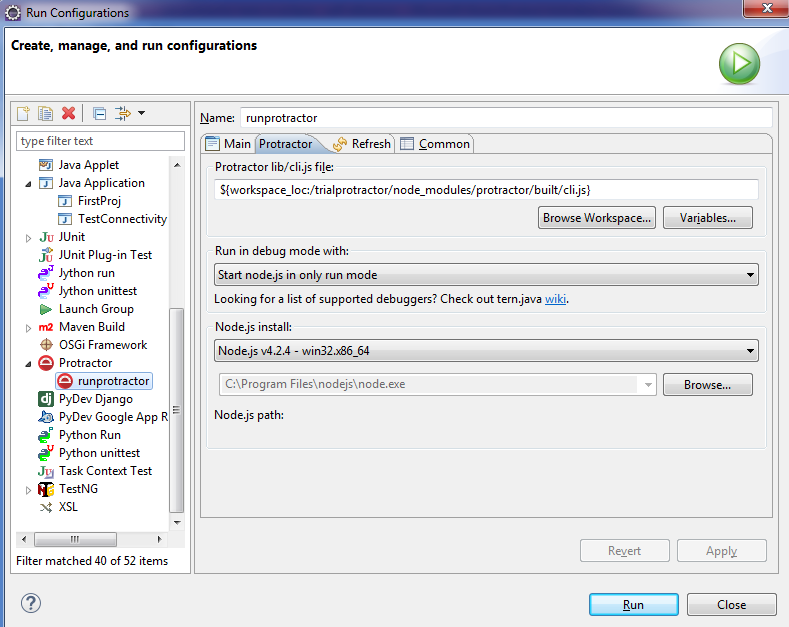 Run Configurations
Create, manage, and run configurations
type filter text
Java Applet
Java Application
FirstProj
TestConnectivity
JUnit
JUnit Plug-in Test
Jython run
Jython unittest
Launch Group
Maven Build
OSGi Framework
Protractor
runprotractor
PyDev Django
PyDev Google App R
Python Run
Python unittest
Task Context Test
TestNG
XSL
Filter matched 40 of 52 items
Name: runprotractor
Main Protractor Refresh Common
Protractor lib/cli.js file:
${workspace_loc:/trialprotractor/node_modules/protractor/built/cli.js}
Browse Workspace... Variables...
Run in debug mode with:
Start node.js in only run mode
Looking for a list of supported debuggers? Check out tern.java wiki.
Node.js install:
Node.js v4.2.4 - win32.x86_64
C:\Program Files\nodejs\node.exe Browse...
Node.js path:
Revert Apply
Run Close